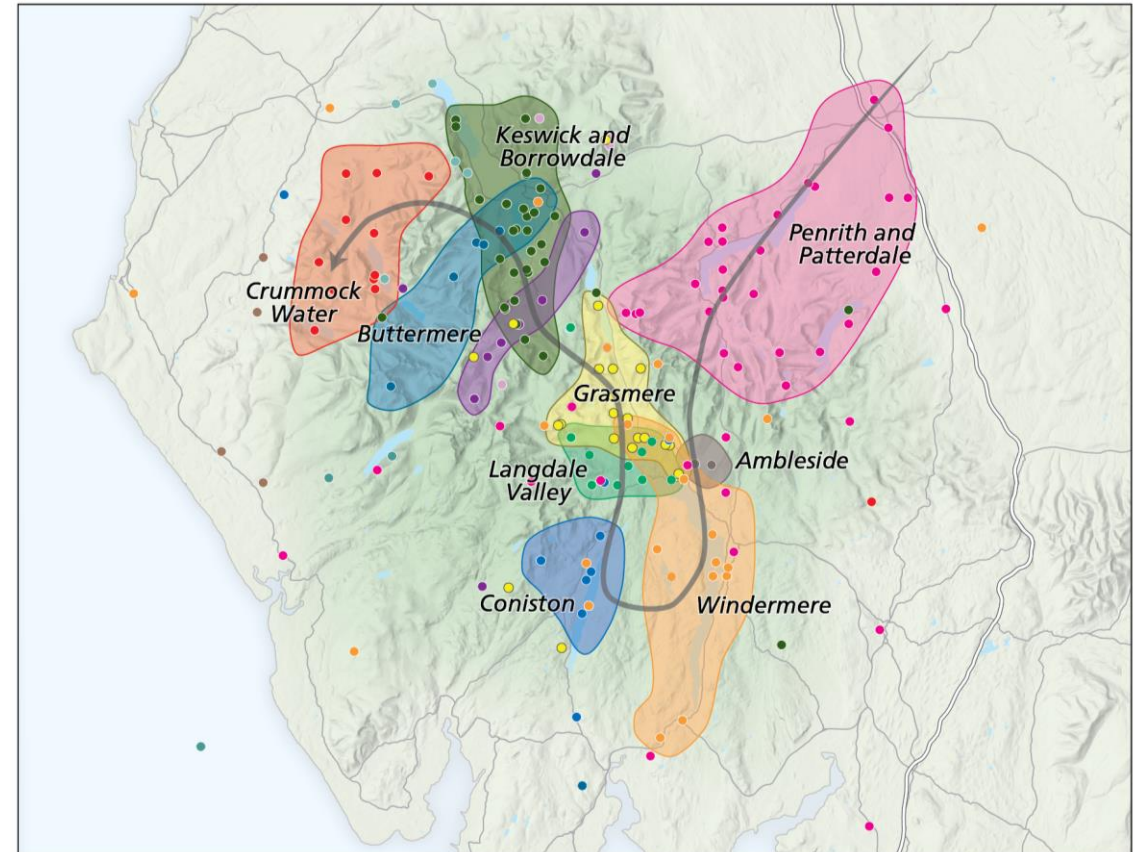 Keswick and
Borrowdale
Penrith and
Patterdale
Crummock
Water
Buttermere
Grasmere
Langdale
Valley
Ambleside
Coniston
Windermere